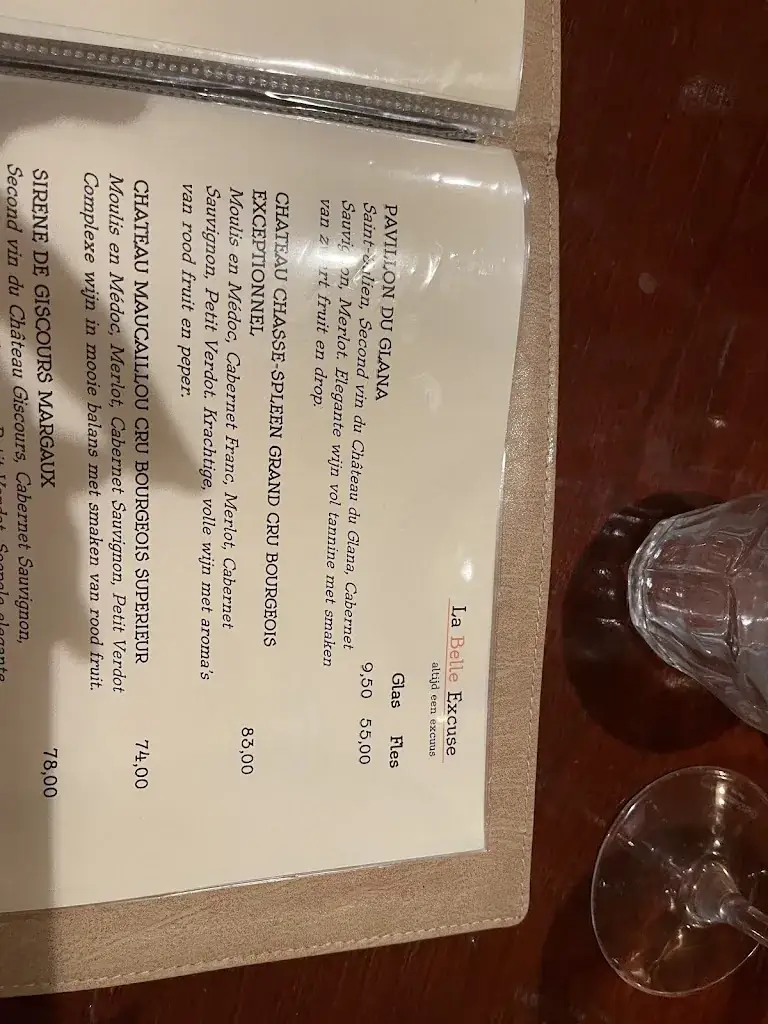 La Belle Excuse
altijd een excuus
Glas Fles
PAVILLON DU GLANA
Saint-Julien, Second vin du Château du Glana, Cabernet 9,50 55,00
Sauvignon, Merlot. Elegante wijn vol tannine met smaken
van zwart fruit en drop.
CHATEAU CHASSE-SPLEEN GRAND CRU BOURGEOIS
EXCEPTIONNEL 83,00
Moulis en Médoc, Cabernet Franc, Merlot, Cabernet
Sauvignon, Petit Verdot. Krachtige, volle wijn met aroma's
van rood fruit en peper.
CHATEAU MAUCAILLOU CRU BOURGEOIS SUPERIEUR 74,00
Moulis en Médoc, Merlot, Cabernet Sauvignon, Petit Verdot
Complexe wijn in mooie balans met smaken van rood fruit.
SIRENE DE GISCOURS MARGAUX 78,00
Second vin du Château Giscours, Cabernet Sauvignon,